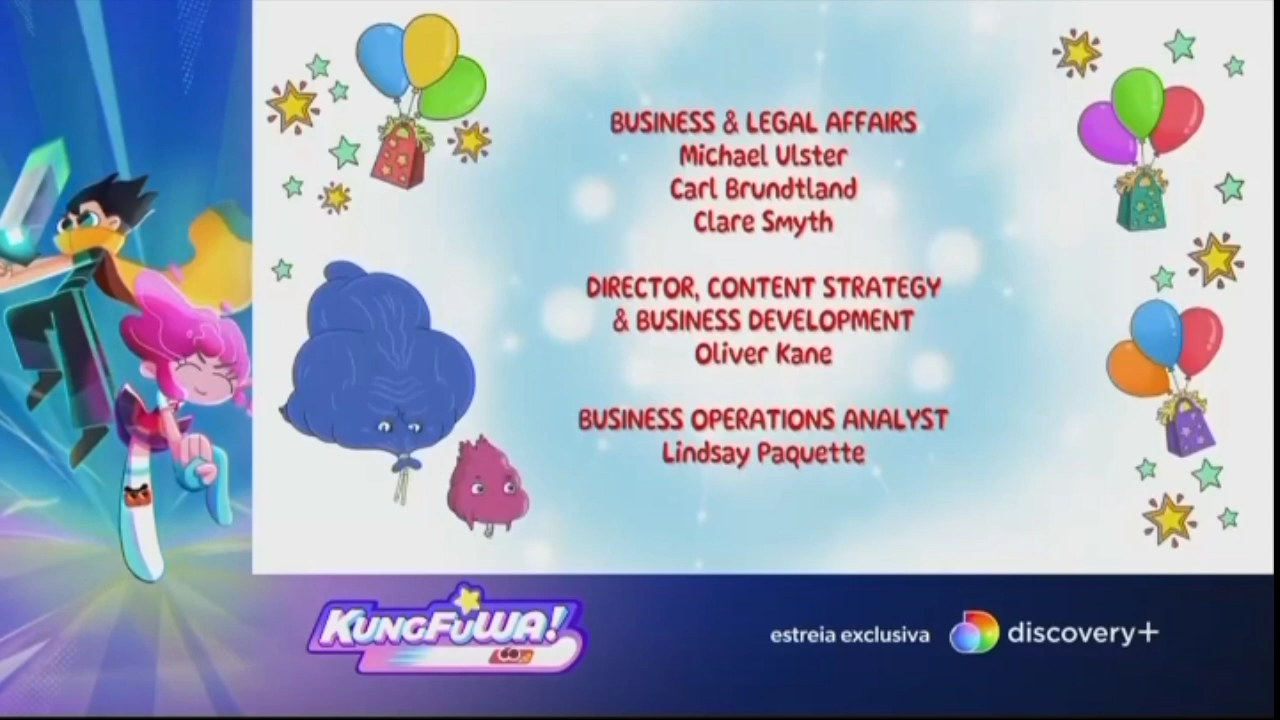 BUSINESS & LEGAL AFFAIRS
Michael Ulster
Carl Brundtland
Clare Smyth
DIRECTOR, CONTENT STRATEGY
& BUSINESS DEVELOPMENT
Oliver Kane
BUSINESS OPERATIONS ANALYST
Lindsay Paquette
KUNGFUWA!
estreia exclusiva discovery+